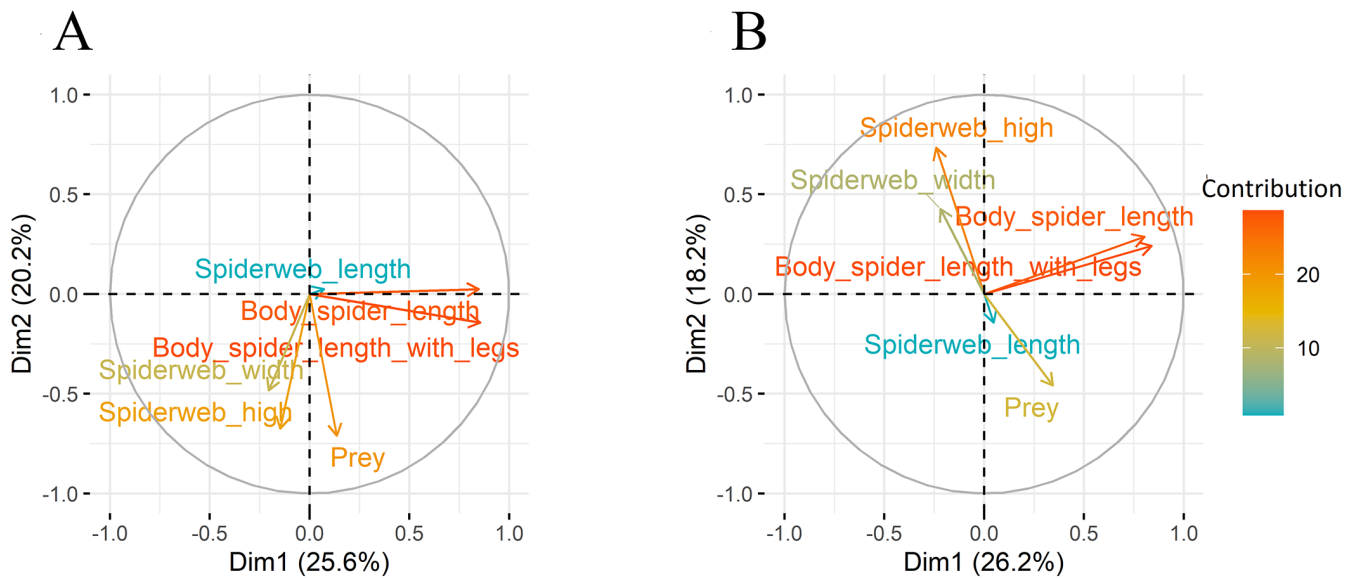 A
1.0
0.5
0.0
-0.5
-1.0
Dim2 (20.2%)
Spiderweb_length
Body_spider_length
Body_spider_length_with_legs
Spiderweb_width
Spiderweb_high
Prey
-1.0 -0.5 0.0 0.5 1.0
Dim1 (25.6%)
B
1.0
0.5
0.0
-0.5
-1.0
Dim2 (18.2%)
Spiderweb_high
Spiderweb_width
Body_spider_length
Body_spider_length_with_legs
Spiderweb_length
Prey
-1.0 -0.5 0.0 0.5 1.0
Dim1 (26.2%)
Contribution
20
10